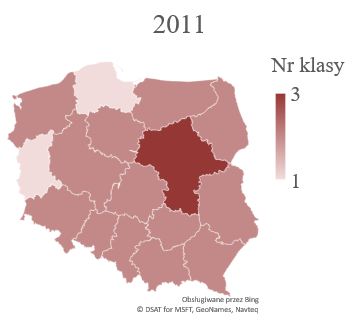 2011
Nr klasy
3
1
Obsługiwane przez Bing
© DSAT for MSFT, GeoNames, Navteq